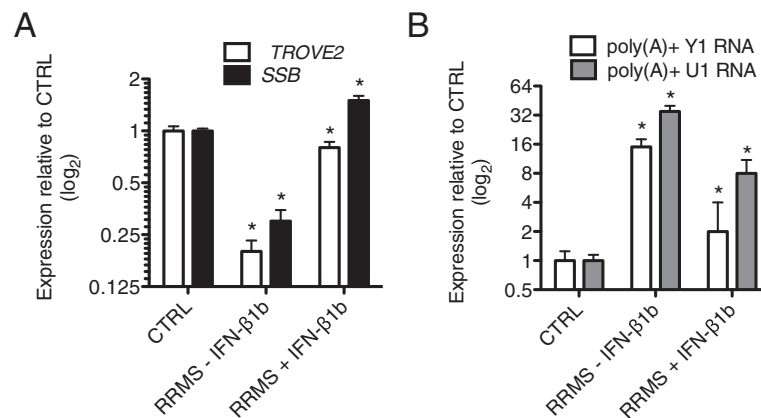 A
TROVE2
SSB
Expression relative to CTRL
(log2)
2
1
0.5
0.25
0.125
*
*
*
*
CTRL
RRMS - IFN-β1b
RRMS + IFN-β1b
B
poly(A)+ Y1 RNA
poly(A)+ U1 RNA
Expression relative to CTRL
(log2)
64
32
16
8
4
2
1
0.5
*
*
*
*
CTRL
RRMS - IFN-β1b
RRMS + IFN-β1b